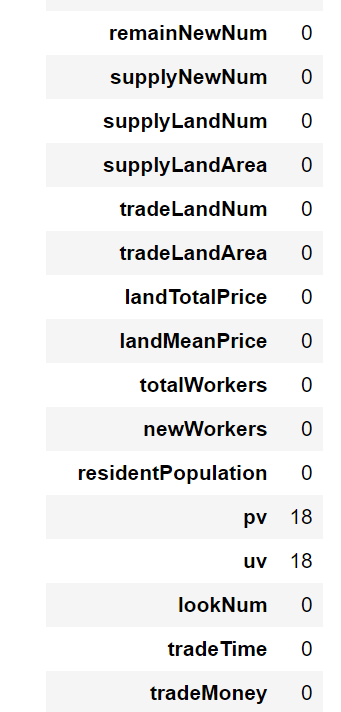 remainNewNum 0
supplyNewNum 0
supplyLandNum 0
supplyLandArea 0
tradeLandNum 0
tradeLandArea 0
landTotalPrice 0
landMeanPrice 0
totalWorkers 0
newWorkers 0
residentPopulation 0
pv 18
uv 18
lookNum 0
tradeTime 0
tradeMoney 0